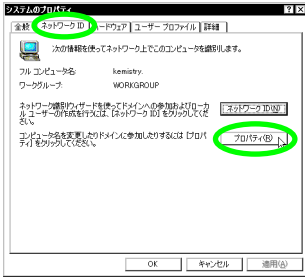 システムのプロパティ
全般 ネットワーク ID ハードウェア ユーザー プロファイル 詳細
次の情報を使ってネットワーク上でこのコンピュータを識別します。
フル コンピュータ名: kemistry.
ワークグループ: WORKGROUP
ネットワーク識別ウィザードを使ってドメインへの参加およびローカ
ル ユーザーの作成を行うには、[ネットワーク ID] をクリックしてくだ
さい。
ネットワーク ID(N)
コンピュータ名を変更したりドメインに参加したりするには [プロパ
ティ] をクリックしてください。
プロパティ(R)
OK キャンセル 適用(A)